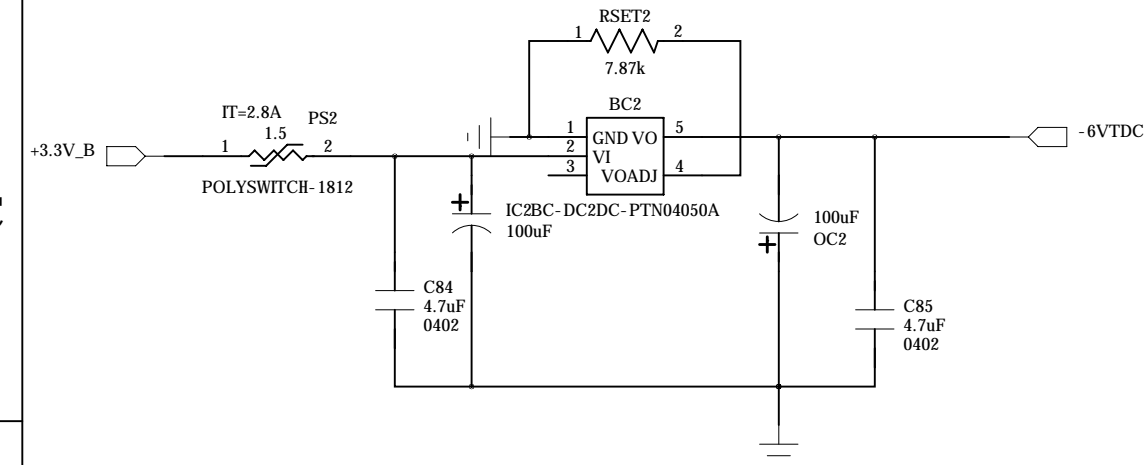 RSET2
1 2
7.87k
IT=2.8A
1.5
PS2
1 2
+3.3V_B
POLYSWITCH-1812
BC2
1 GND VO 5
2 VI
3 VOADJ 4
-6VTDC
+
IC2BC-DC2DC-PTN04050A
100uF
100uF
OC2
+
C84
4.7uF
0402
C85
4.7uF
0402